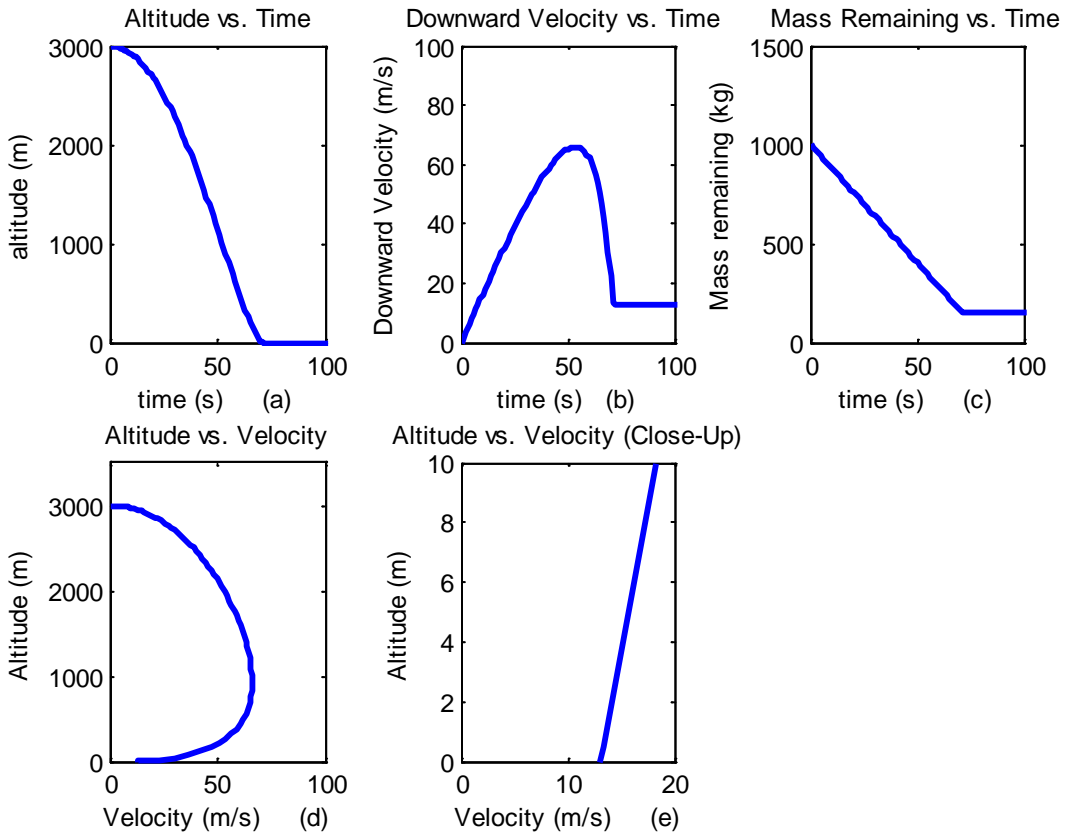 Altitude vs. Time
3000
2000
1000
0
altitude (m)
0 50 100
time (s) (a)
Downward Velocity vs. Time
100
80
60
40
20
0
Downward Velocity (m/s)
0 50 100
time (s) (b)
Mass Remaining vs. Time
1500
1000
500
0
Mass remaining (kg)
0 50 100
time (s) (c)
Altitude vs. Velocity
3000
2000
1000
0
Altitude (m)
0 50 100
Velocity (m/s) (d)
Altitude vs. Velocity (Close-Up)
10
8
6
4
2
0
Altitude (m)
0 10 20
Velocity (m/s) (e)